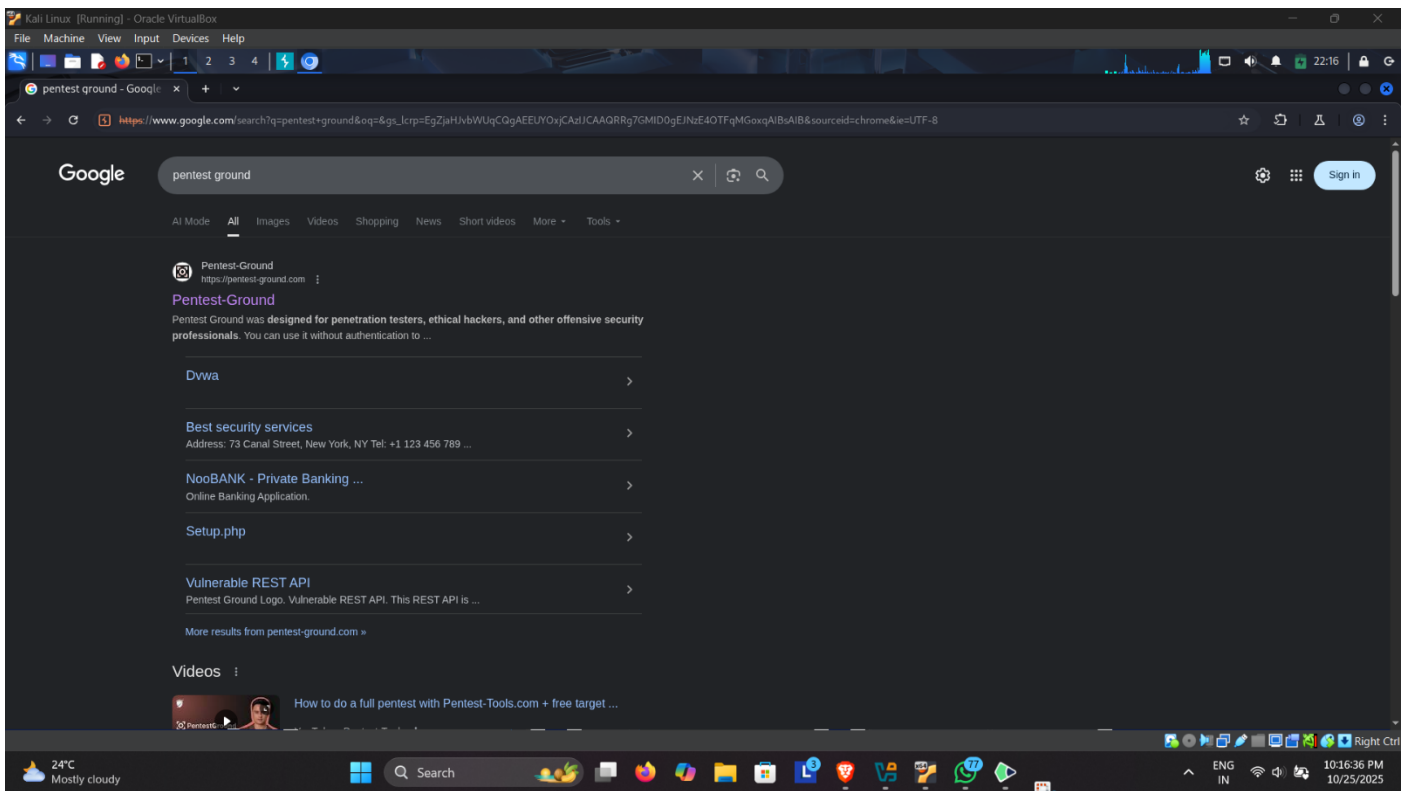 Kali Linux [Running] - Oracle VirtualBox
File Machine View Input Devices Help
1 2 3 4
22:16
pentest ground - Google
https://www.google.com/search?q=pentest+ground&oq=&gs_lcrp=EgZjaHJvbWUqCQgAEEUYOxjCAzIJCAAQRRg7GMID0gEJNzE4OTFqMGoxqAIBsAIB&sourceid=chrome&ie=UTF-8
Google
pentest ground
Sign in
AI Mode All Images Videos Shopping News Short videos More Tools
Pentest-Ground
https://pentest-ground.com
Pentest-Ground
Pentest Ground was designed for penetration testers, ethical hackers, and other offensive security
professionals. You can use it without authentication to ...
Dvwa
Best security services
Address: 73 Canal Street, New York, NY Tel: +1 123 456 789 ...
NooBANK - Private Banking ...
Online Banking Application.
Setup.php
Vulnerable REST API
Pentest Ground Logo. Vulnerable REST API. This REST API is ...
More results from pentest-ground.com »
Videos
How to do a full pentest with Pentest-Tools.com + free target ...
Right Ctrl
24°C
Mostly cloudy
Search
3
77
ENG
IN
10:16:36 PM
10/25/2025